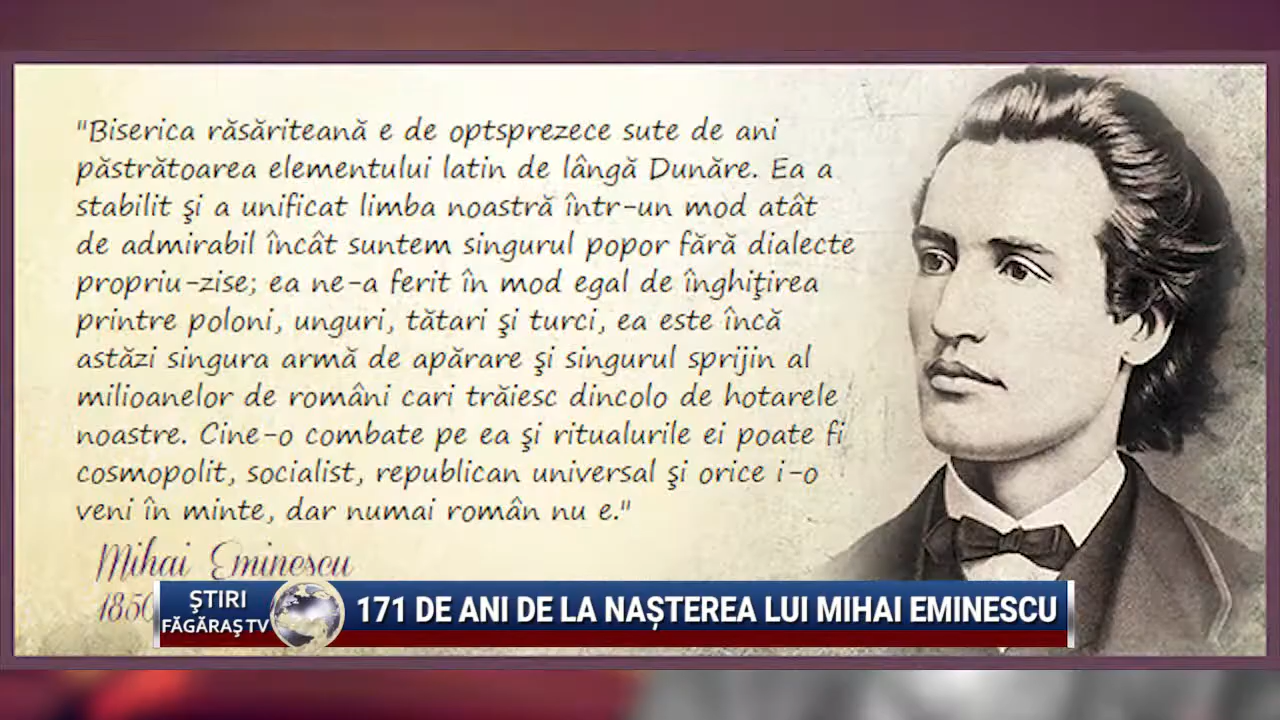 "Biserica răsăriteană e de optsprezece sute de ani
păstrătoarea elementului latin de lângă Dunăre. Ea a
stabilit şi a unificat limba noastră într-un mod atât
de admirabil încât suntem singurul popor fără dialecte
propriu-zise; ea ne-a ferit în mod egal de înghiţirea
printre poloni, unguri, tătari şi turci, ea este încă
astăzi singura armă de apărare şi singurul sprijin al
milioanelor de români cari trăiesc dincolo de hotarele
noastre. Cine-o combate pe ea şi ritualurile ei poate fi
cosmopolit, socialist, republican universal şi orice i-o
veni în minte, dar numai român nu e."
Mihai Eminescu
1850
ŞTIRI
FĂGĂRAŞ TV
171 DE ANI DE LA NAȘTEREA LUI MIHAI EMINESCU